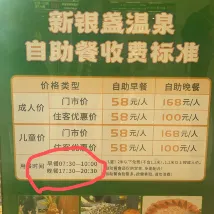 新银盏温泉
自助餐收费标准
价格类型 自助早餐 自助晚餐
成人价 门市价 58元/人 168元/人
住客优惠价 58元/人 100元/人
儿童价 门市价 58元/人 168元/人
住客优惠价 58元/人 100元/人
时间 早餐07:30-10:00
晚餐17:30-20:30